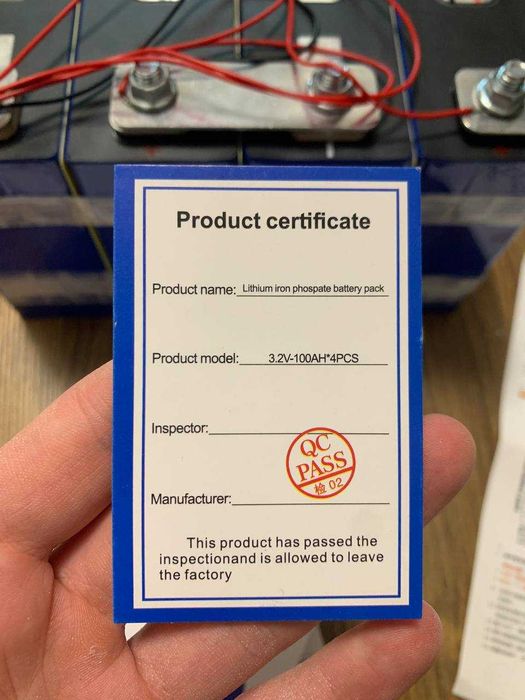 Product certificate
Product name: Lithium iron phospate battery pack
Product model: 3.2V-100AH*4PCS
Inspector:
QC
PASS
检 02
Manufacturer:
This product has passed the
inspectionand is allowed to leave
the factory